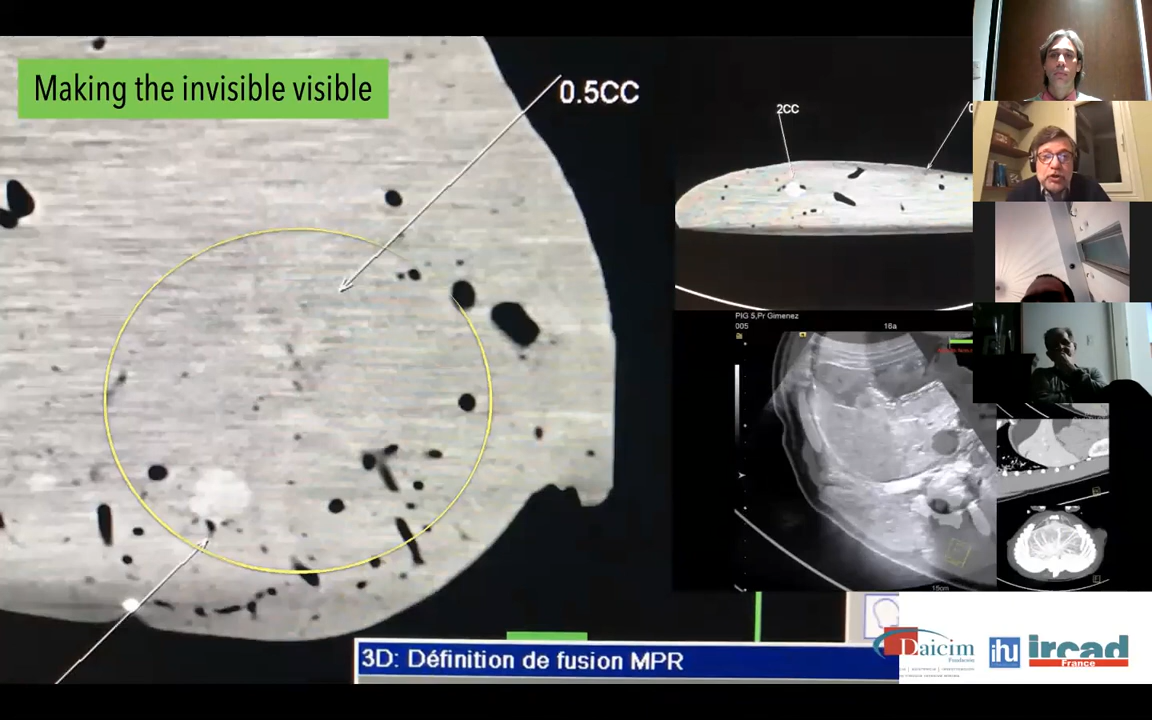 Making the invisible visible
0.5CC
2CC
PIG 5,Pr Gimenez
005
16a
15cm
3D: Définition de fusion MPR
Daicim
Fundación
ihu
ircad
France